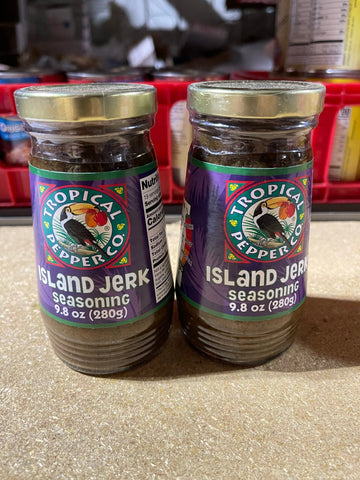 TROPICAL
PEPPER CO.
ISLAND JERK
seasoning
9.8 oz (280g)
TROPICAL
PEPPER CO.
ISLAND JERK
seasoning
9.8 oz (280g)